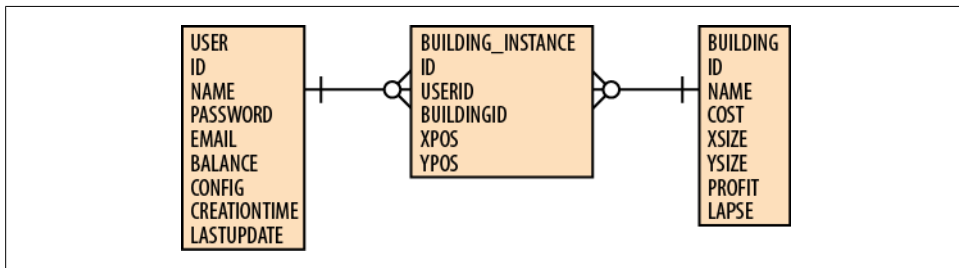 USER
ID
NAME
PASSWORD
EMAIL
BALANCE
CONFIG
CREATIONTIME
LASTUPDATE
BUILDING_INSTANCE
ID
USERID
BUILDINGID
XPOS
YPOS
BUILDING
ID
NAME
COST
XSIZE
YSIZE
PROFIT
LAPSE